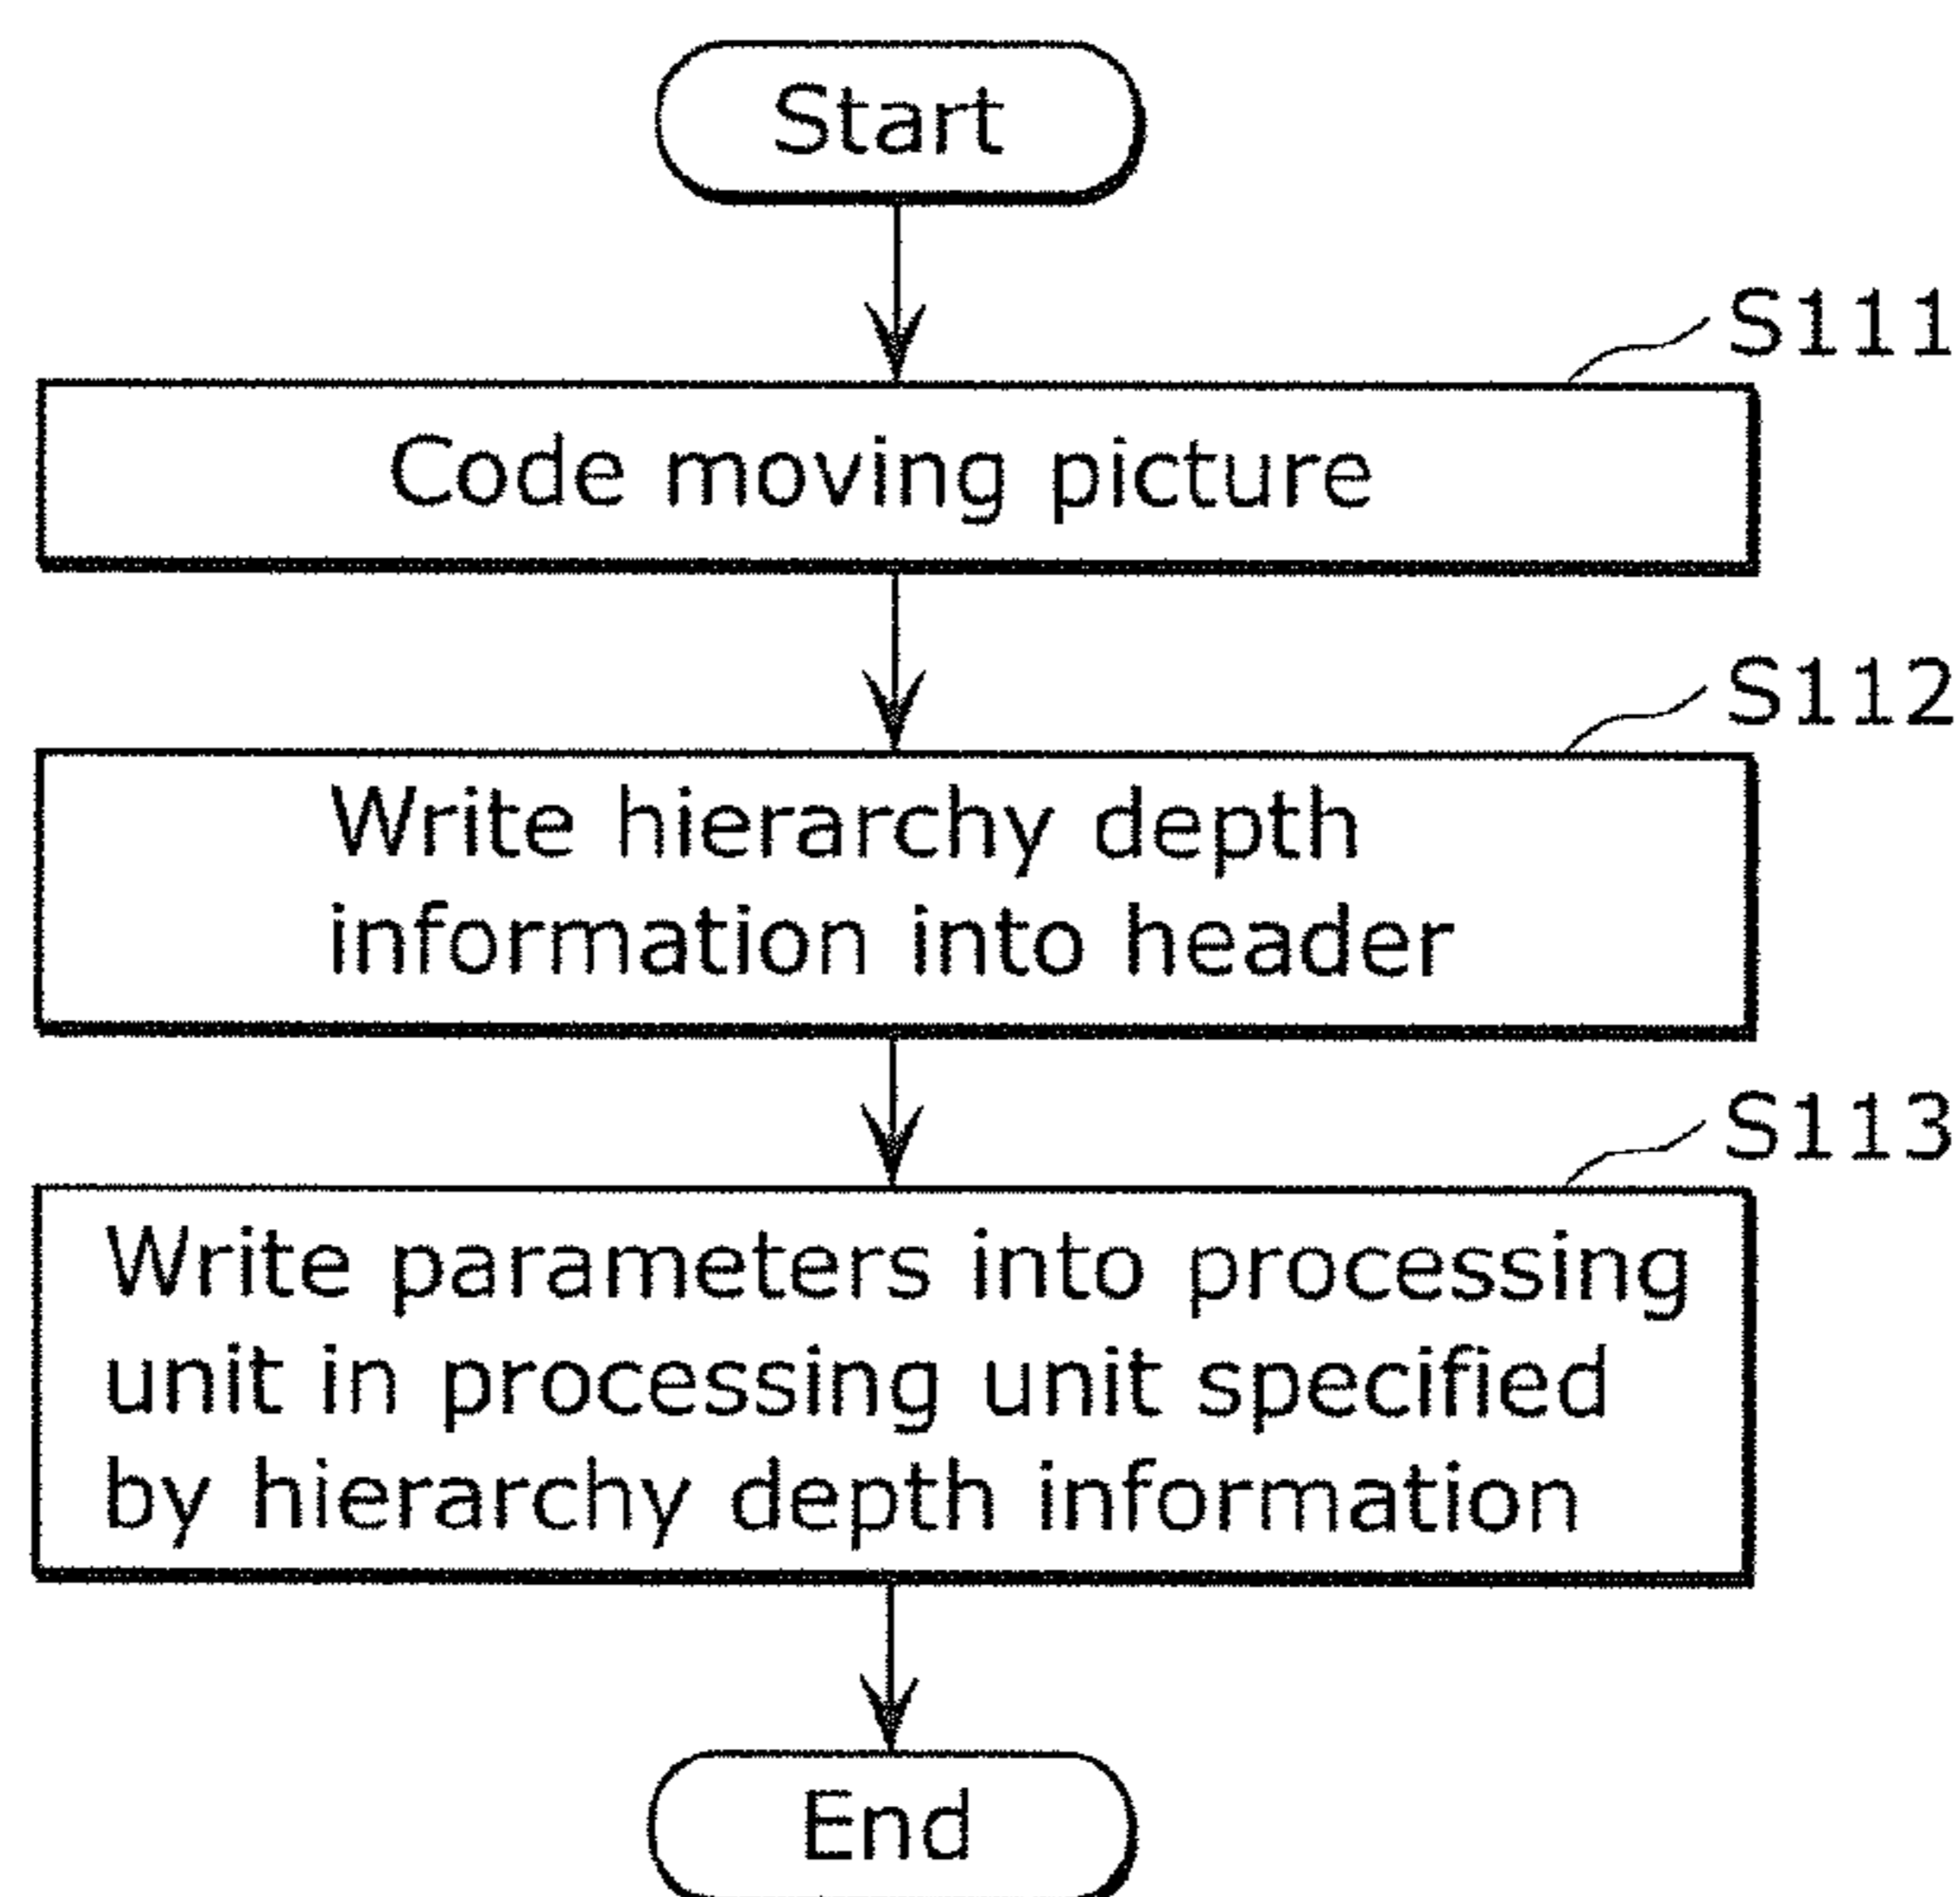 Start
S111
Code moving picture
S112
Write hierarchy depth
information into header
S113
Write parameters into processing
unit in processing unit specified
by hierarchy depth information
End